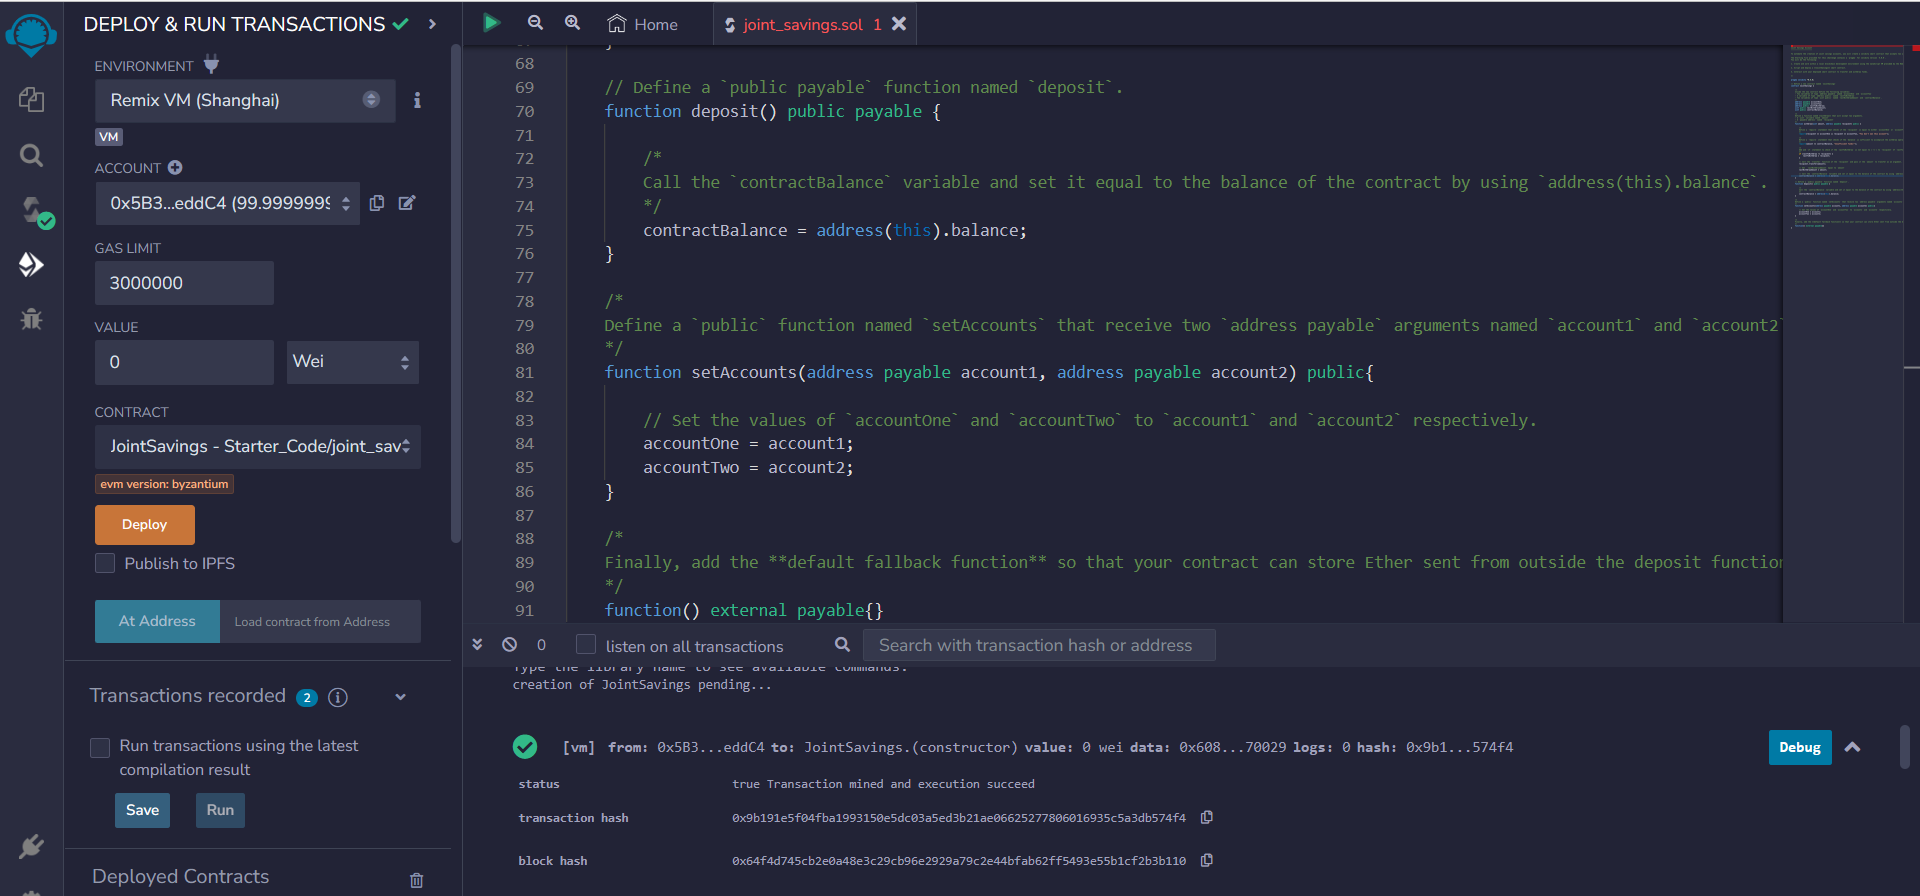 DEPLOY & RUN TRANSACTIONS
ENVIRONMENT
Remix VM (Shanghai)
VM
ACCOUNT
0x5B3...eddC4 (99.9999999
GAS LIMIT
3000000
VALUE
0
Wei
CONTRACT
JointSavings - Starter_Code/joint_sav
evm version: byzantium
Deploy
Publish to IPFS
At Address
Load contract from Address
Transactions recorded 2
Run transactions using the latest
compilation result
Save
Run
Deployed Contracts
Home
joint_savings.sol 1
68
69 // Define a `public payable` function named `deposit`.
70 function deposit() public payable {
71
72 /*
73 Call the `contractBalance` variable and set it equal to the balance of the contract by using `address(this).balance`.
74 */
75 contractBalance = address(this).balance;
76 }
77
78 /*
79 Define a `public` function named `setAccounts` that receive two `address payable` arguments named `account1` and `account2`
80 */
81 function setAccounts(address payable account1, address payable account2) public{
82
83 // Set the values of `accountOne` and `accountTwo` to `account1` and `account2` respectively.
84 accountOne = account1;
85 accountTwo = account2;
86 }
87
88 /*
89 Finally, add the **default fallback function** so that your contract can store Ether sent from outside the deposit function
90 */
91 function() external payable{}
0
listen on all transactions
Search with transaction hash or address
Type the library name to see available commands.
creation of JointSavings pending...
[vm] from: 0x5B3...eddC4 to: JointSavings.(constructor) value: 0 wei data: 0x608...70029 logs: 0 hash: 0x9b1...574f4
Debug
status true Transaction mined and execution succeed
transaction hash 0x9b191e5f04fba1993150e5dc03a5ed3b21ae06625277806016935c5a3db574f4
block hash 0x64f4d745cb2e0a48e3c29cb96e2929a79c2e44bfab62ff5493e55b1cf2b3b110